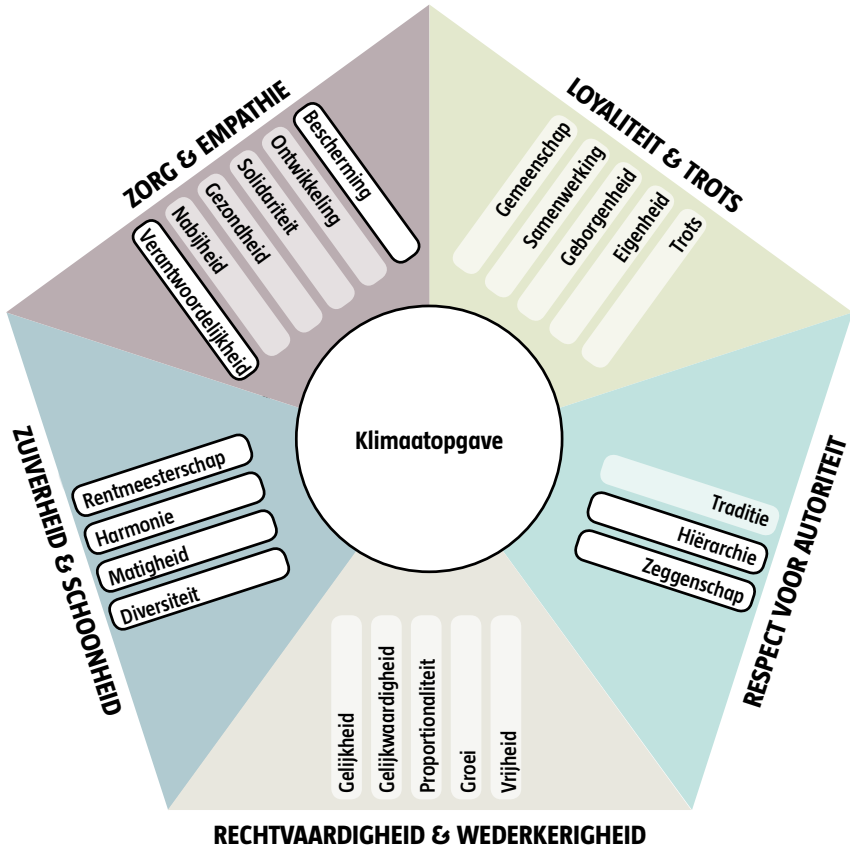 ZORG & EMPATHIE
Bescherming
Ontwikkeling
Solidariteit
Gezondheid
Nabijheid
Verantwoordelijkheid
LOYALITEIT & TROTS
Gemeenschap
Samenwerking
Geborgenheid
Eigenheid
Trots
Klimaatopgave
ZUIVERHEID & SCHOONHEID
Rentmeesterschap
Harmonie
Matigheid
Diversiteit
RESPECT VOOR AUTORITEIT
Traditie
Hiërarchie
Zeggenschap
Gelijkheid
Gelijkwaardigheid
Proportionaliteit
Groei
Vrijheid
RECHTVAARDIGHEID & WEDERKERIGHEID